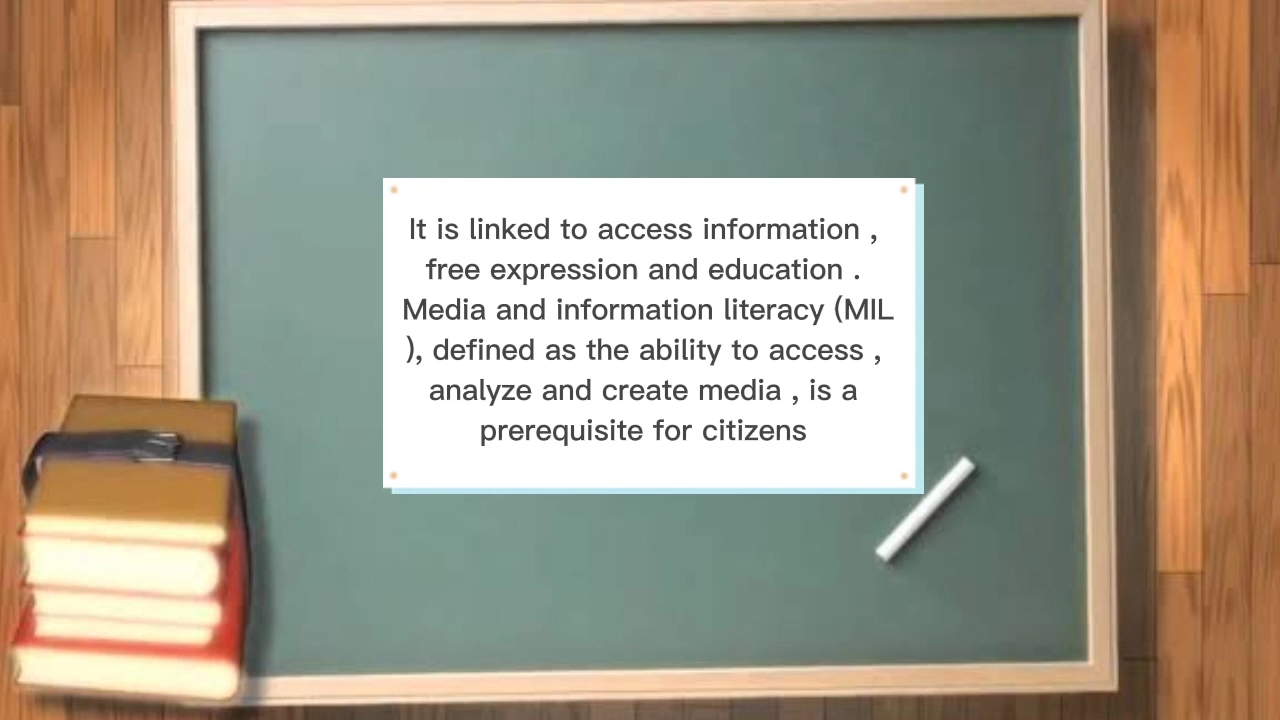 It is linked to access information ,
free expression and education .
Media and information literacy (MIL
), defined as the ability to access ,
analyze and create media , is a
prerequisite for citizens